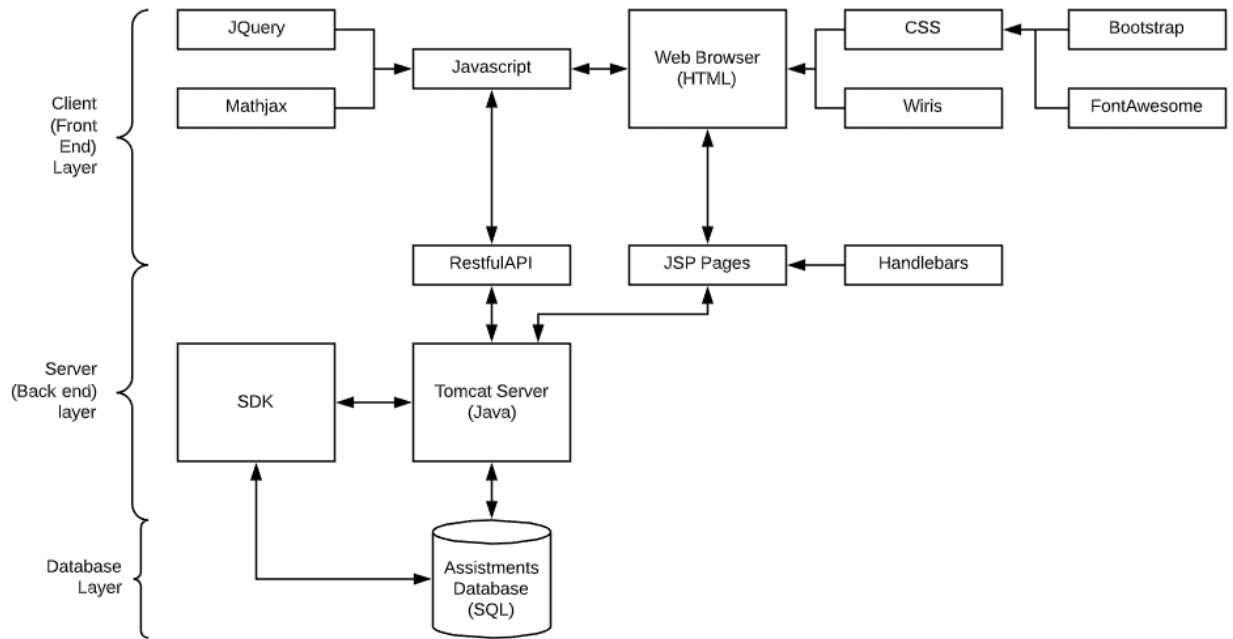 JQuery
Mathjax
Javascript
Web Browser
(HTML)
CSS
Wiris
Bootstrap
FontAwesome
Client
(Front
End)
Layer
RestfulAPI
JSP Pages
Handlebars
Server
(Back end)
layer
SDK
Tomcat Server
(Java)
Database
Layer
Assistments
Database
(SQL)